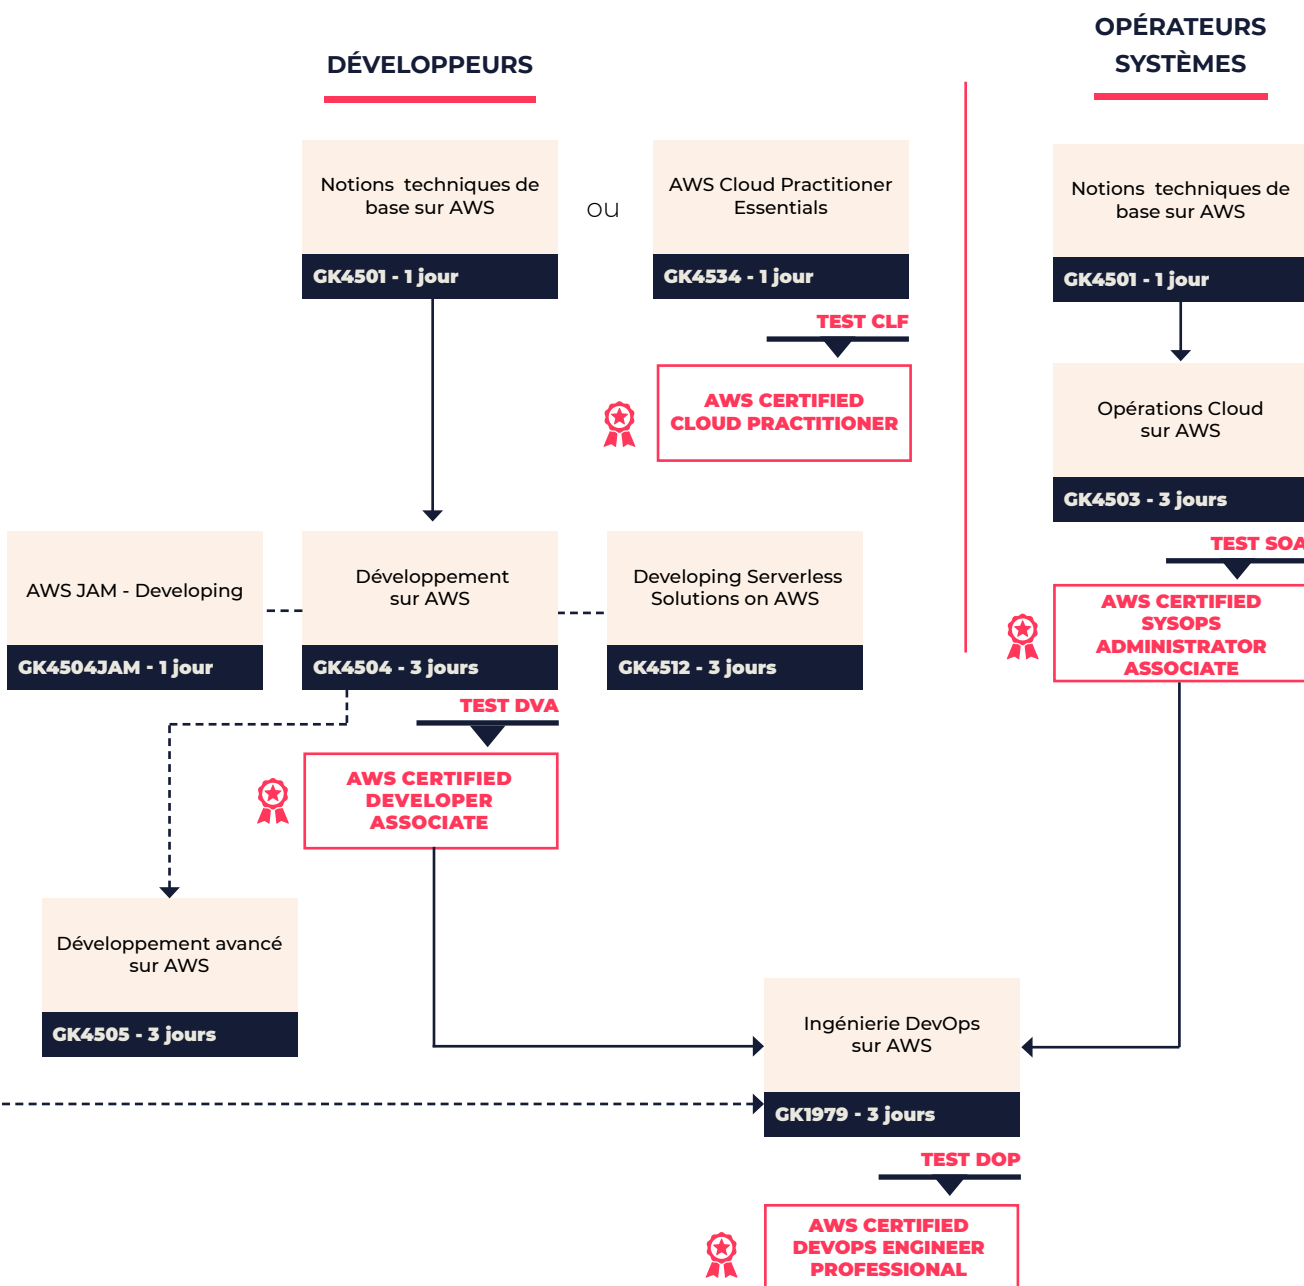 DÉVELOPPEURS
OPÉRATEURS
SYSTÈMES
Notions techniques de
base sur AWS
GK4501 - 1 jour
ou
AWS Cloud Practitioner
Essentials
GK4534 - 1 jour
TEST CLF
AWS CERTIFIED
CLOUD PRACTITIONER
Notions techniques de
base sur AWS
GK4501 - 1 jour
Opérations Cloud
sur AWS
GK4503 - 3 jours
TEST SOA
AWS CERTIFIED
SYSOPS
ADMINISTRATOR
ASSOCIATE
AWS JAM - Developing
GK4504JAM - 1 jour
Développement
sur AWS
GK4504 - 3 jours
Developing Serverless
Solutions on AWS
GK4512 - 3 jours
TEST DVA
AWS CERTIFIED
DEVELOPER
ASSOCIATE
Développement avancé
sur AWS
GK4505 - 3 jours
Ingénierie DevOps
sur AWS
GK1979 - 3 jours
TEST DOP
AWS CERTIFIED
DEVOPS ENGINEER
PROFESSIONAL